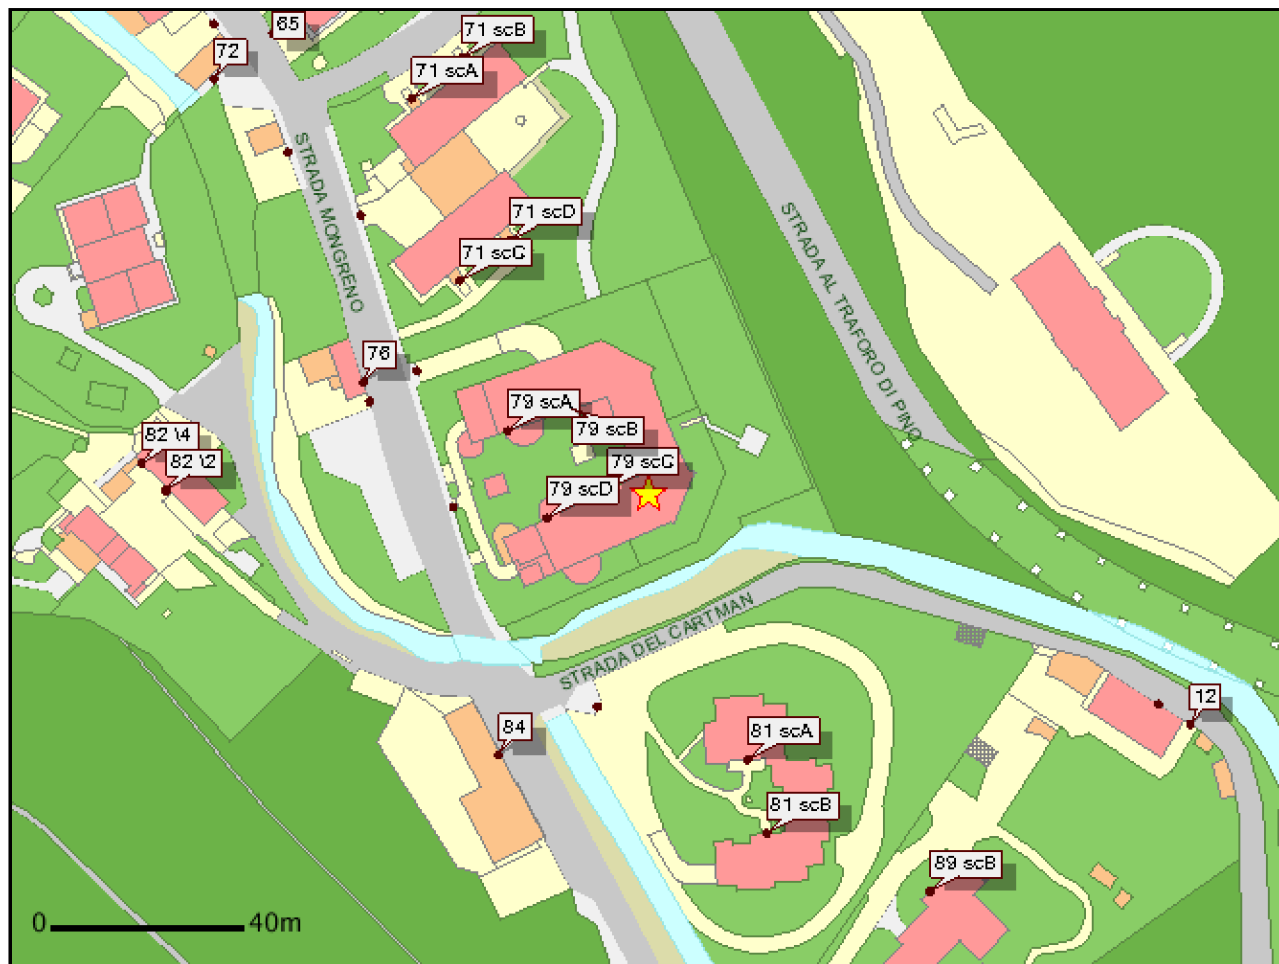 65
71 scB
72
71 scA
STRADA MONGRENO
71 scD
STRADA AL TRAFORO DI PINO
71 scC
76
79 scA
79 scB
82 \4
82 \2
79 scC
79 scD
STRADA DEL CARTMAN
12
84
81 scA
81 scB
89 scB
0 40m